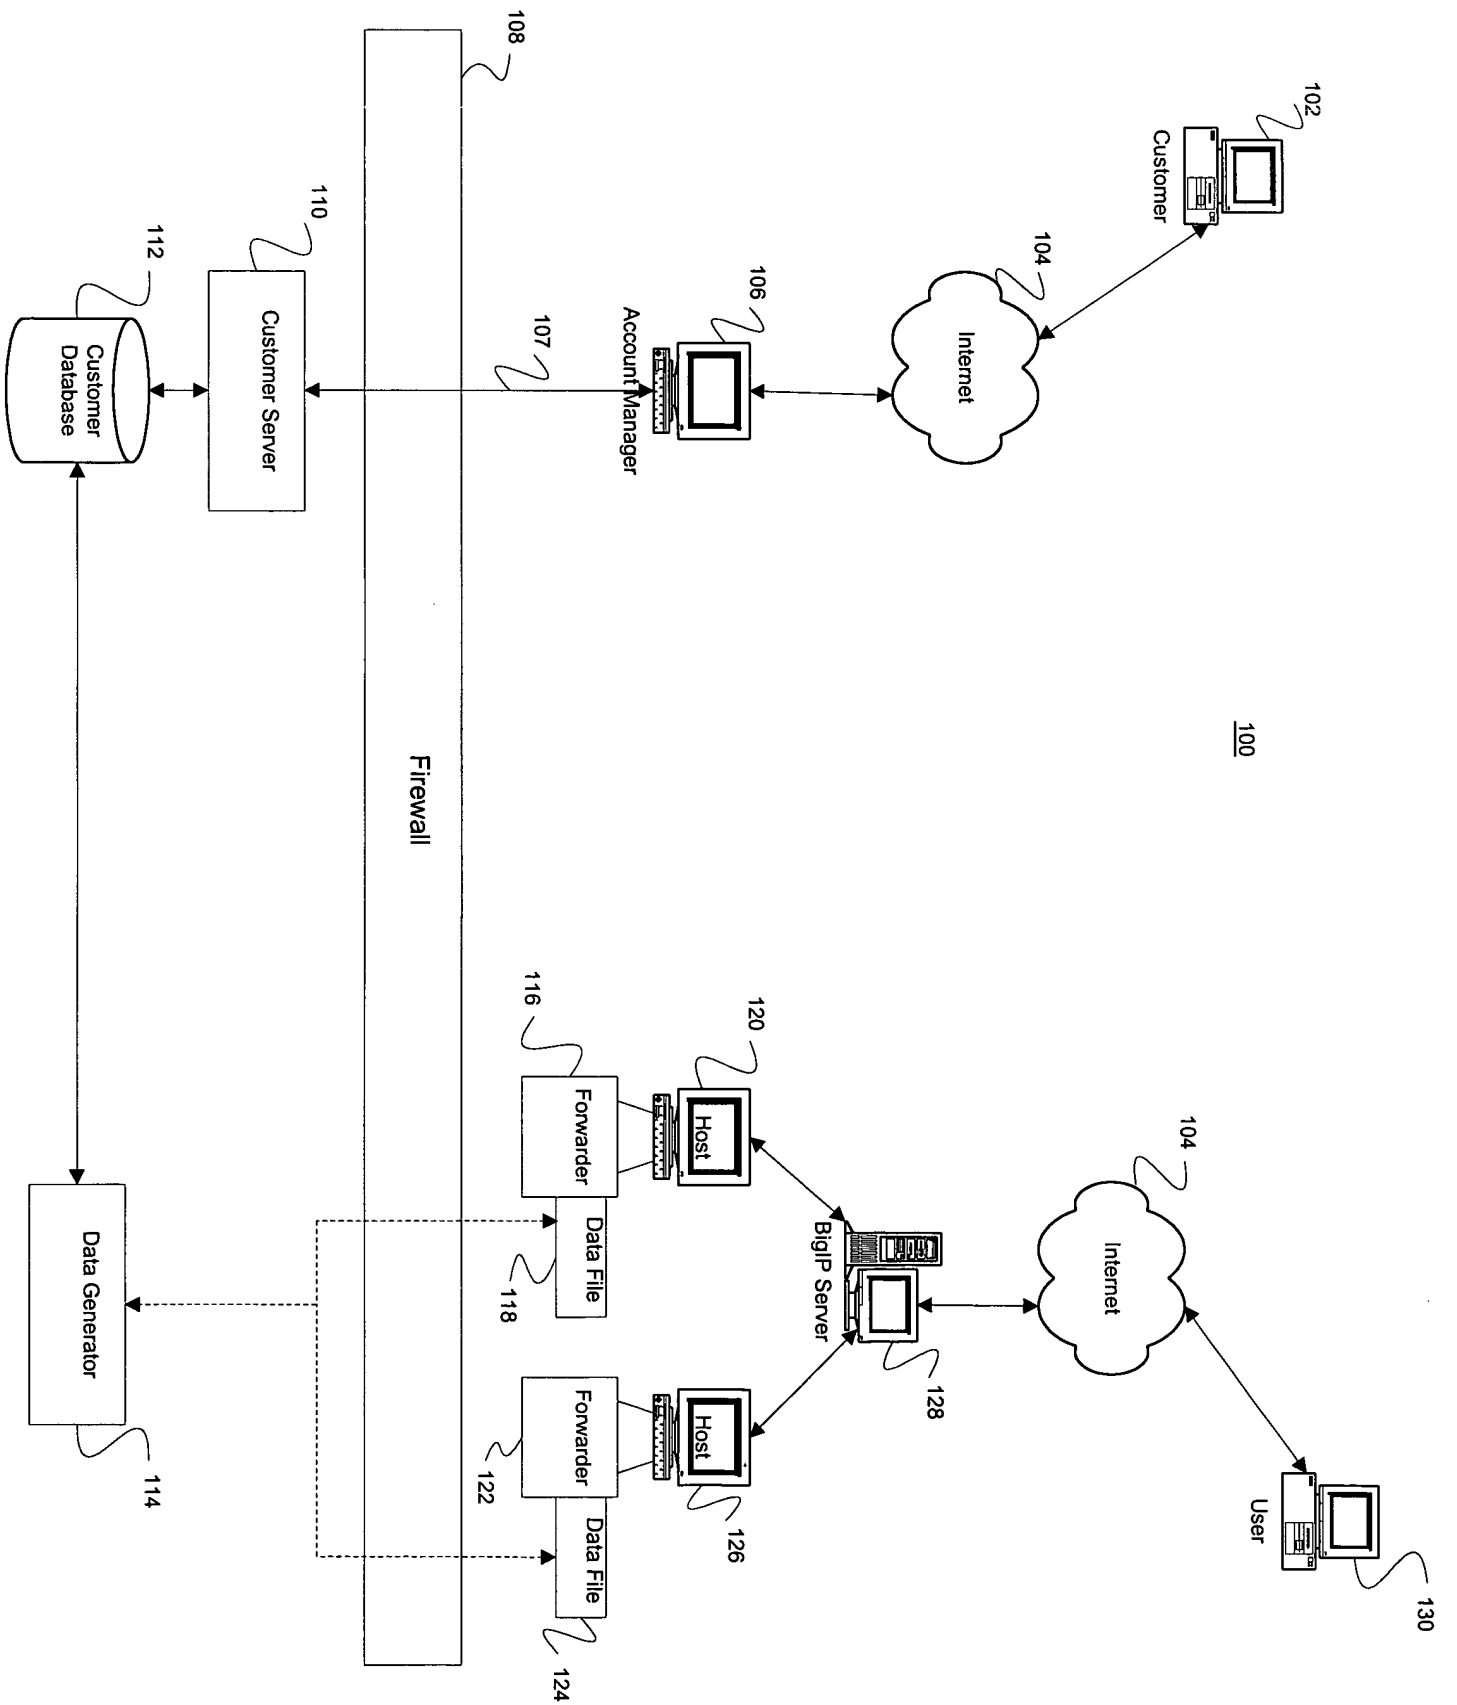 100
102
Customer
130
User
104
Internet
104
Internet
106
Account Manager
BigIP Server
128
120
Host
126
Host
107
116
Forwarder
Data File
118
122
Forwarder
Data File
124
108
Firewall
110
Customer Server
112
Customer
Database
Data Generator
114